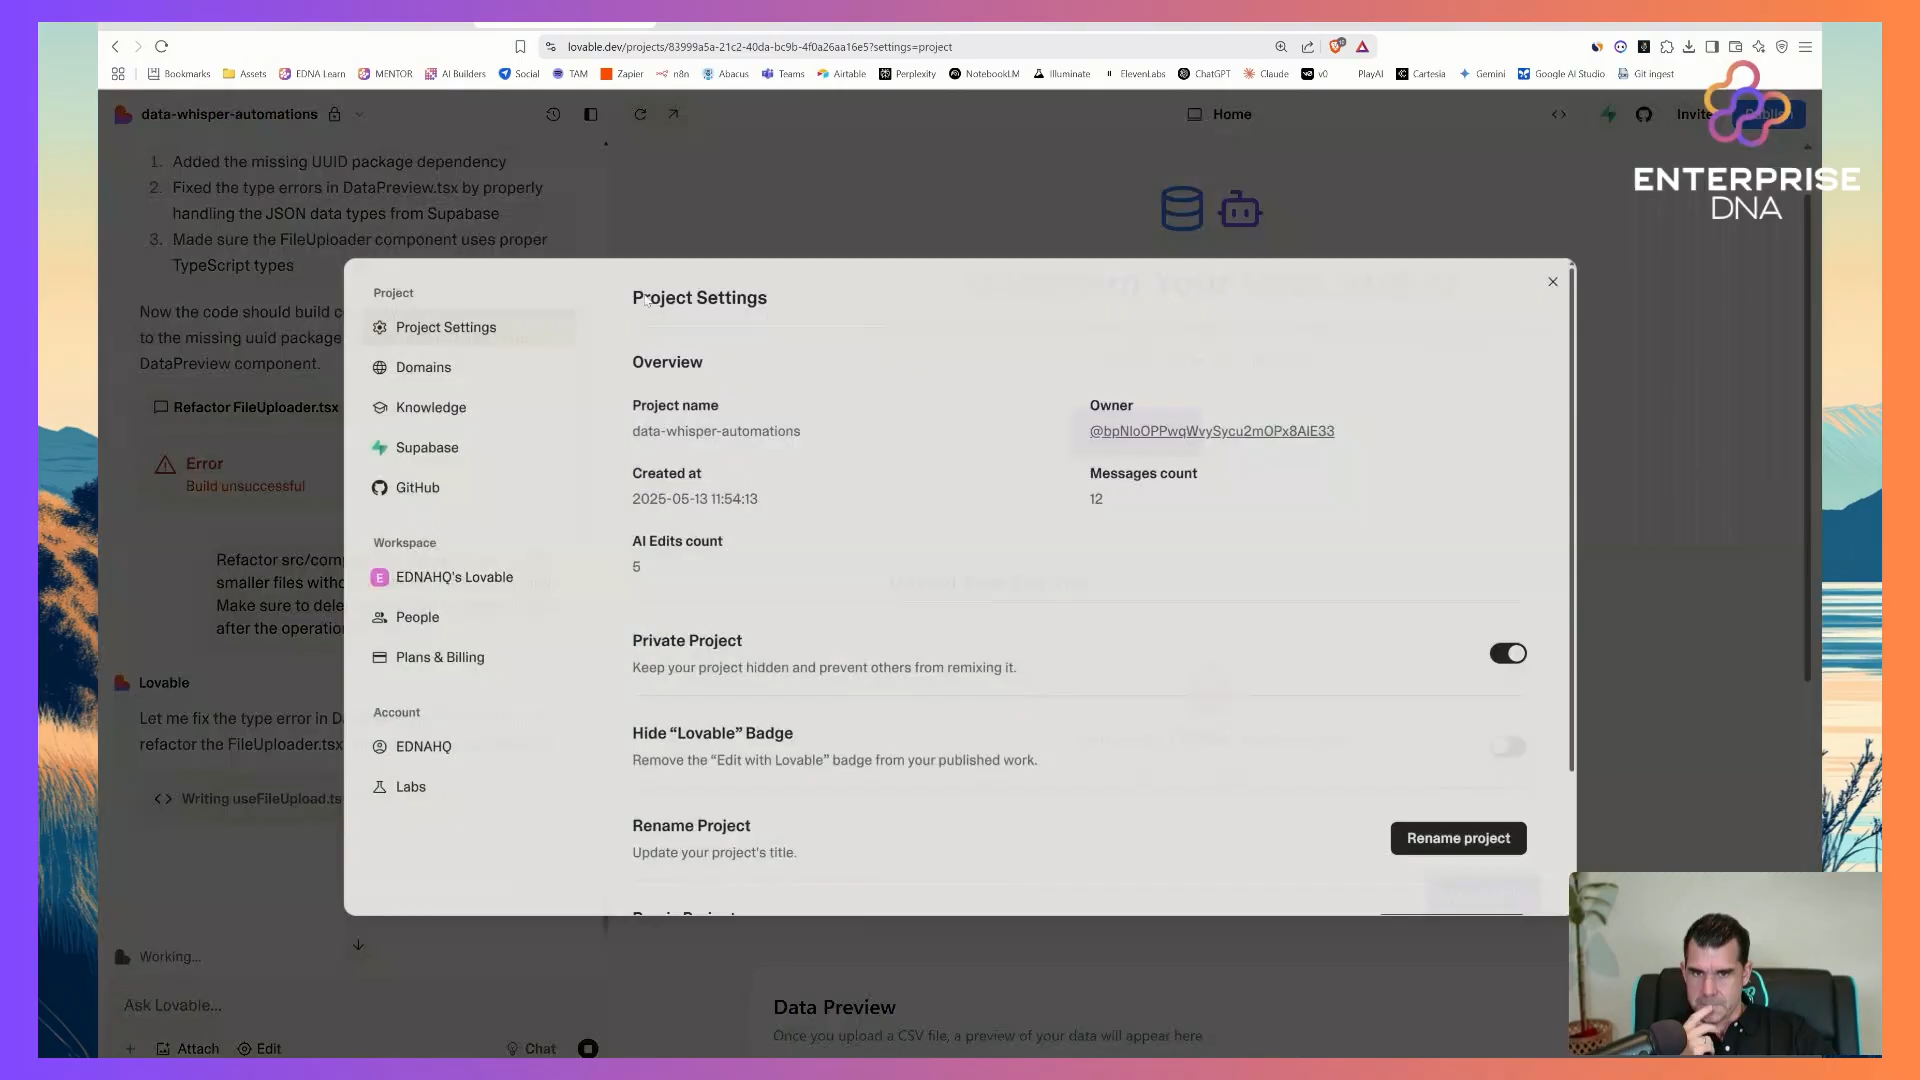 lovable.dev/projects/83999a5a-21c2-40da-bc9b-4f0a26aa16e5?settings=project
Bookmarks Assets EDNA Learn MENTOR AI Builders Social TAM Zapier n8n Abacus Teams Airtable Perplexity NotebookLM Illuminate ElevenLabs ChatGPT Claude v0 PlayAI Cartesia Gemini Google AI Studio Git ingest
data-whisper-automations
Home
Invite
ENTERPRISE
DNA
1. Added the missing UUID package dependency
2. Fixed the type errors in DataPreview.tsx by properly
handling the JSON data types from Supabase
3. Made sure the FileUploader component uses proper
TypeScript types
Now the code should build c
to the missing uuid package
DataPreview component.
Refactor FileUploader.tsx
Error
Build unsuccessful
Refactor src/com
smaller files witho
Make sure to dele
after the operation
Lovable
Let me fix the type error in D
refactor the FileUploader.tsx
Writing useFileUpload.ts
Working...
Ask Lovable...
Attach
Edit
Chat
Project
Project Settings
Domains
Knowledge
Supabase
GitHub
Workspace
E EDNAHQ's Lovable
People
Plans & Billing
Account
EDNAHQ
Labs
Project Settings
Overview
Project name
data-whisper-automations
Owner
@bpNloOPPwqWvySycu2mOPx8AIE33
Created at
2025-05-13 11:54:13
Messages count
12
AI Edits count
5
Private Project
Keep your project hidden and prevent others from remixing it.
Hide “Lovable” Badge
Remove the “Edit with Lovable” badge from your published work.
Rename Project
Update your project's title.
Rename project
Data Preview
Once you upload a CSV file, a preview of your data will appear here